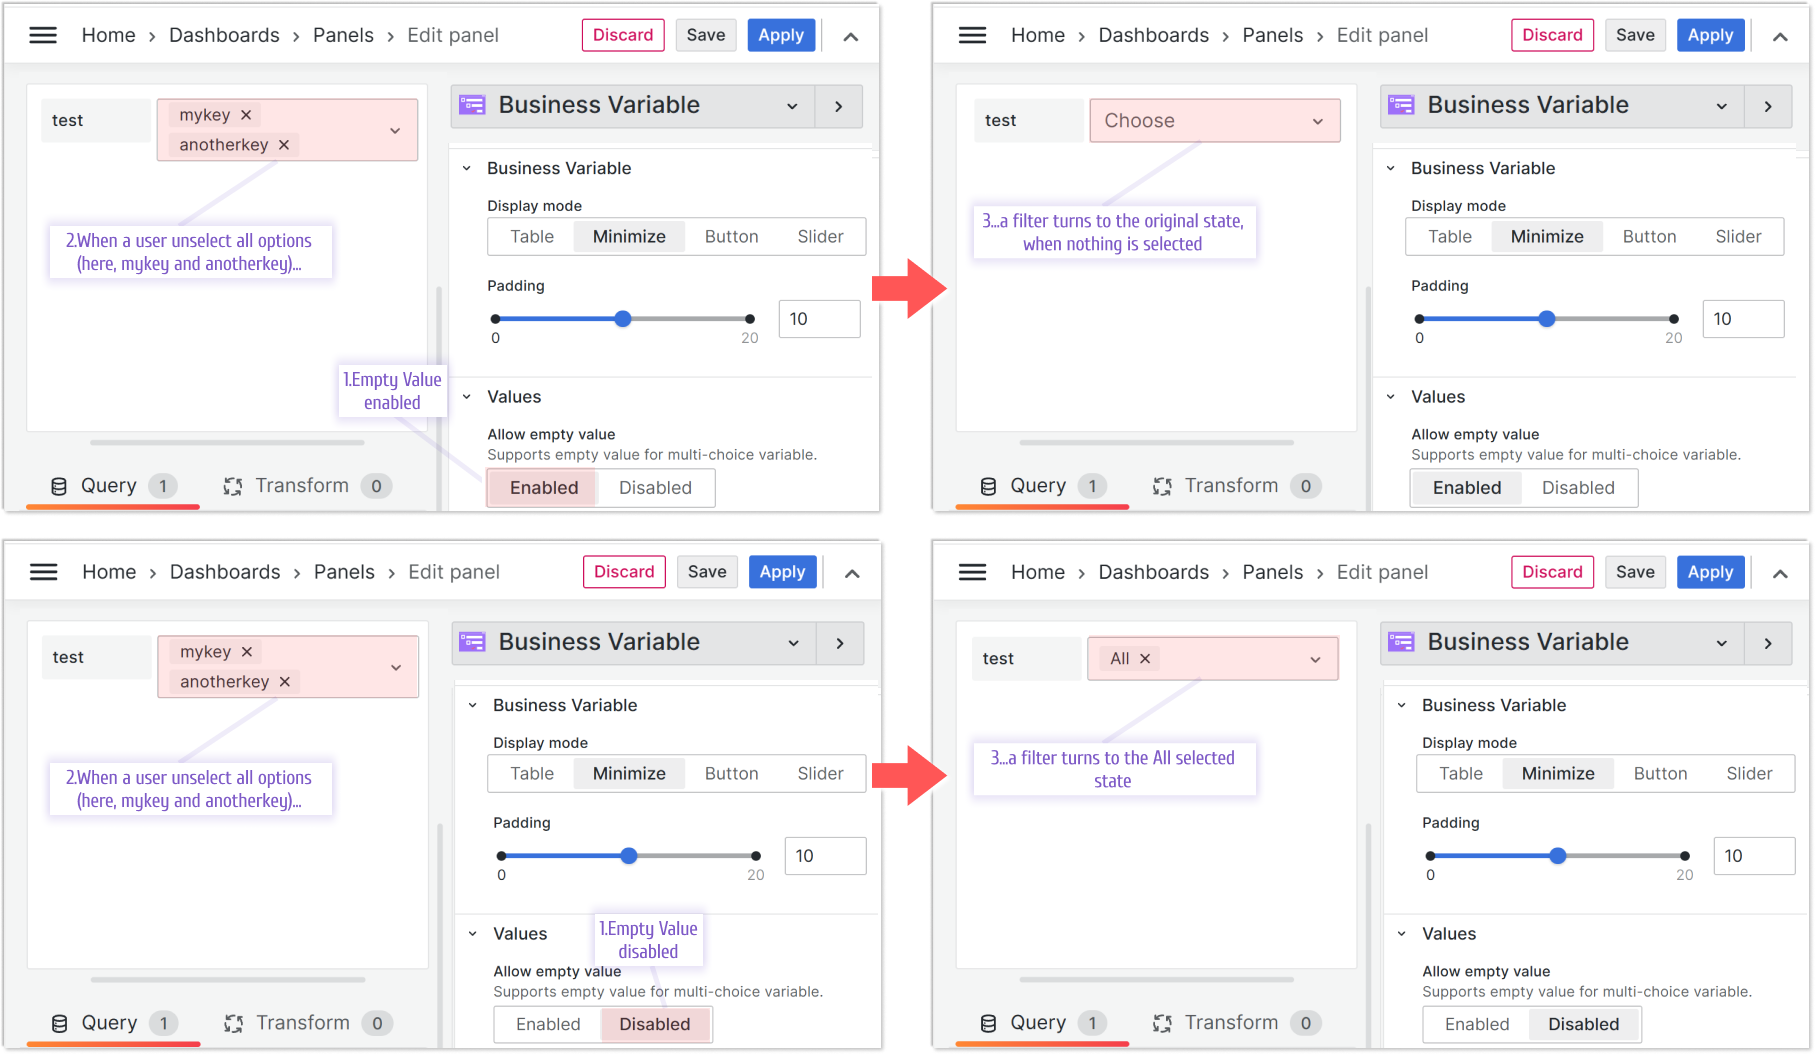 Home › Dashboards › Panels › Edit panel
Discard
Save
Apply
test
mykey ×
anotherkey ×
2.When a user unselect all options
(here, mykey and anotherkey)...
1.Empty Value
enabled
Query 1
Transform 0
Business Variable
Business Variable
Display mode
Table Minimize Button Slider
Padding
10
0 20
Values
Allow empty value
Supports empty value for multi-choice variable.
Enabled Disabled
Home › Dashboards › Panels › Edit panel
Discard
Save
Apply
test
Choose
3...a filter turns to the original state,
when nothing is selected
Query 1
Transform 0
Business Variable
Business Variable
Display mode
Table Minimize Button Slider
Padding
10
0 20
Values
Allow empty value
Supports empty value for multi-choice variable.
Enabled Disabled
Home › Dashboards › Panels › Edit panel
Discard
Save
Apply
test
mykey ×
anotherkey ×
2.When a user unselect all options
(here, mykey and anotherkey)...
Query 1
Transform 0
Business Variable
Business Variable
Display mode
Table Minimize Button Slider
Padding
10
0 20
Values
1.Empty Value
disabled
Allow empty value
Supports empty value for multi-choice variable.
Enabled Disabled
Home › Dashboards › Panels › Edit panel
Discard
Save
Apply
test
All ×
3...a filter turns to the All selected
state
Query 1
Transform 0
Business Variable
Business Variable
Display mode
Table Minimize Button Slider
Padding
10
0 20
Values
Allow empty value
Supports empty value for multi-choice variable.
Enabled Disabled